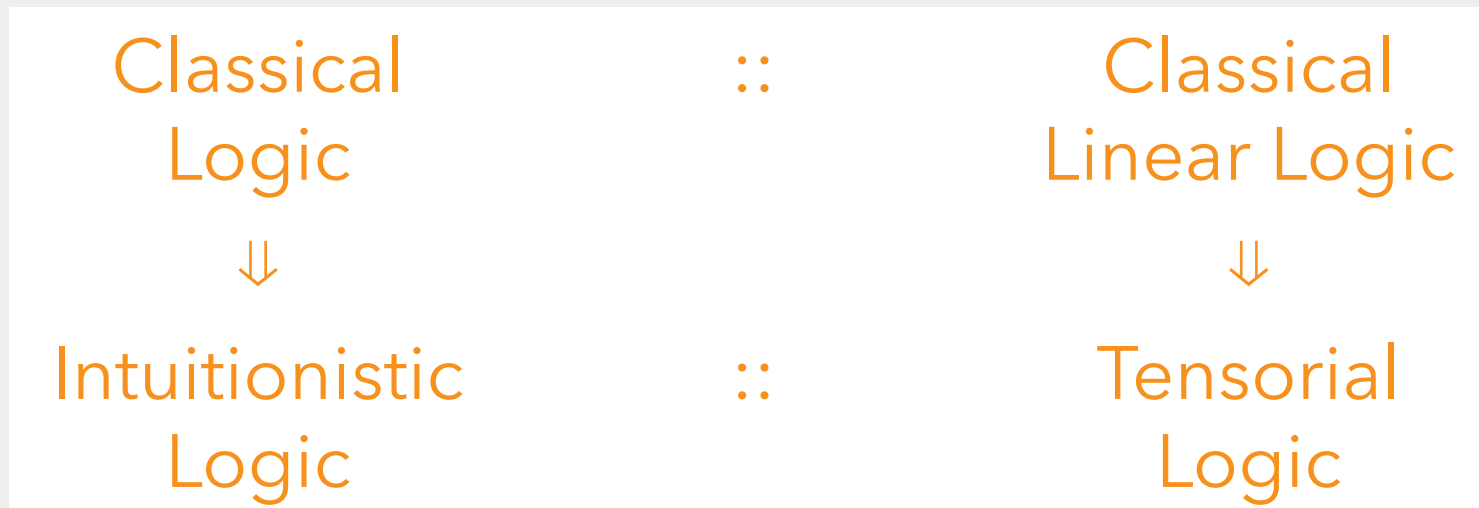 Classical :: Classical
Logic Linear Logic
⇓ ⇓
Intuitionistic :: Tensorial
Logic Logic